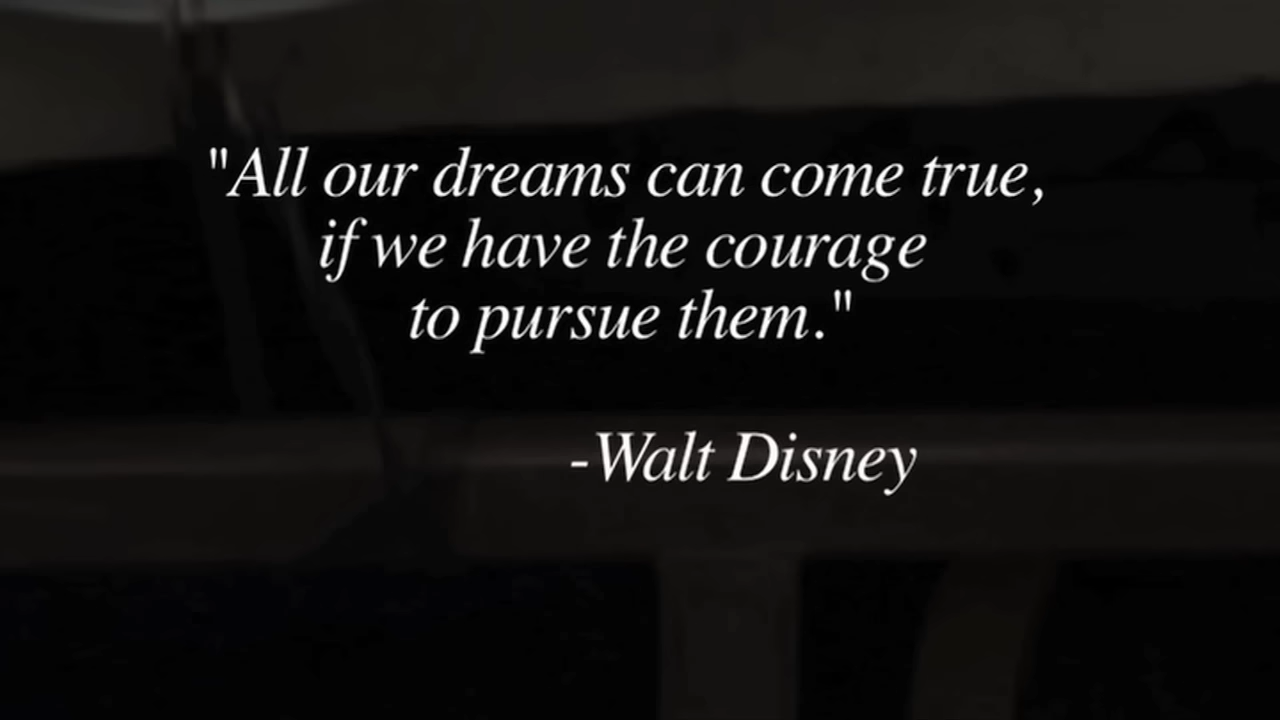 "All our dreams can come true,
if we have the courage
to pursue them."
-Walt Disney